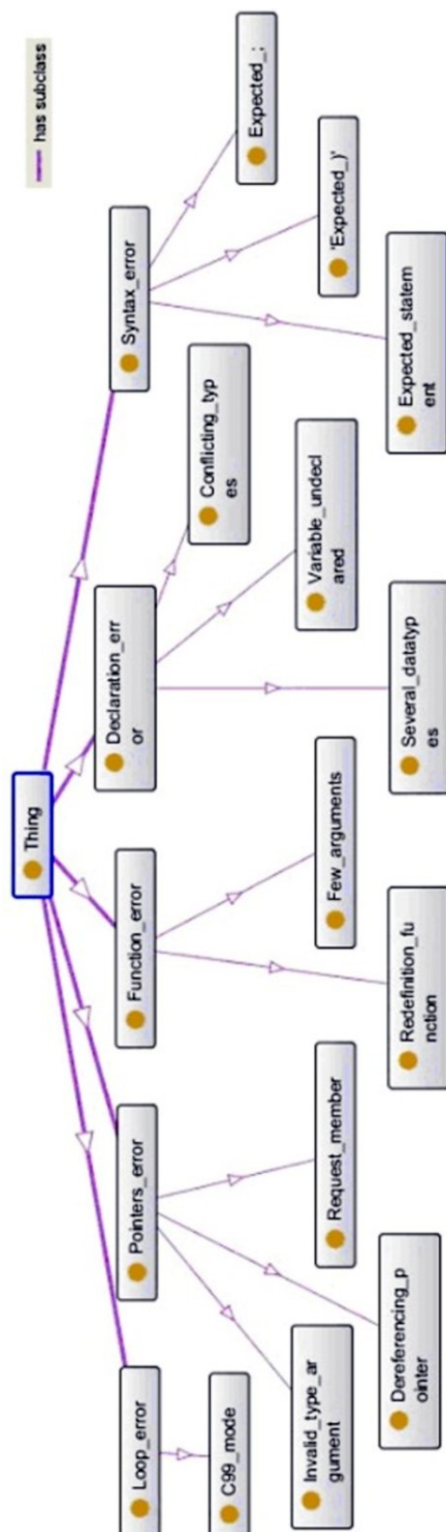 has subclass
Thing
Loop_error
Pointers_error
Function_error
Declaration_err
or
Syntax_error
C99_mode
Invalid_type_ar
gument
Dereferencing_p
ointer
Request_member
Redefinition_fu
nction
Few_arguments
Several_datatyp
es
Variable_undecl
ared
Conflicting_typ
es
Expected_statem
ent
'Expected_)'
Expected_;